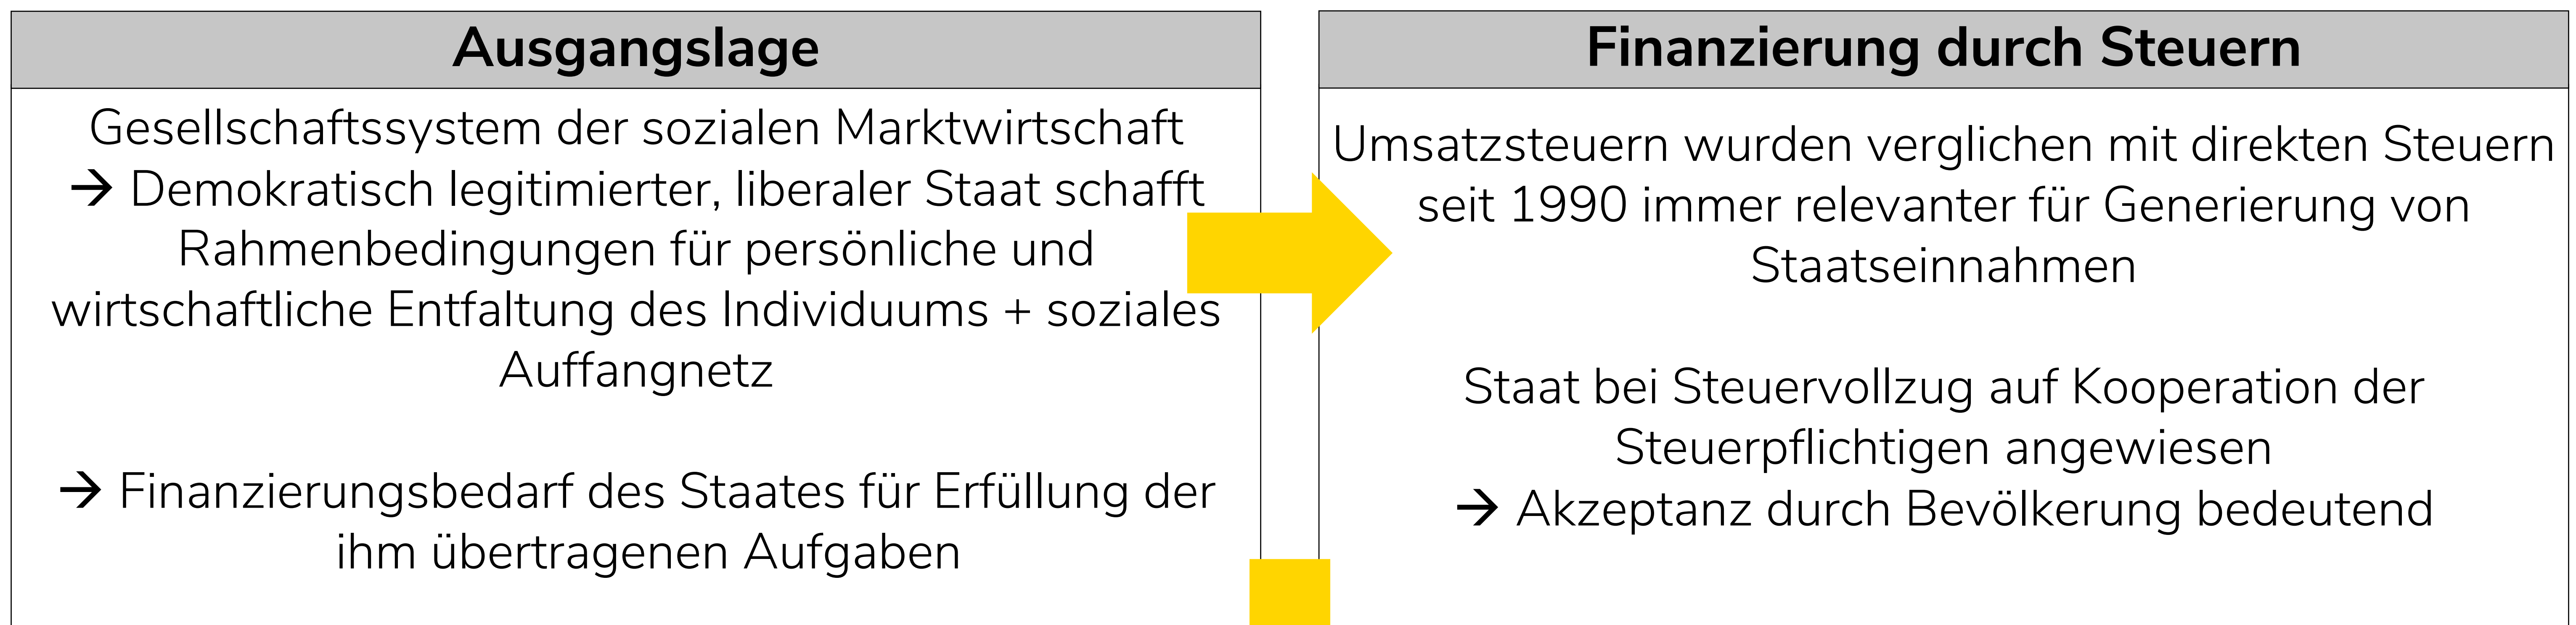 Ausgangslage
Gesellschaftssystem der sozialen Marktwirtschaft
→ Demokratisch legitimierter, liberaler Staat schafft
Rahmenbedingungen für persönliche und
wirtschaftliche Entfaltung des Individuums + soziales
Auffangnetz
→ Finanzierungsbedarf des Staates für Erfüllung der
ihm übertragenen Aufgaben
Finanzierung durch Steuern
Umsatzsteuern wurden verglichen mit direkten Steuern
seit 1990 immer relevanter für Generierung von
Staatseinnahmen
Staat bei Steuervollzug auf Kooperation der
Steuerpflichtigen angewiesen
→ Akzeptanz durch Bevölkerung bedeutend